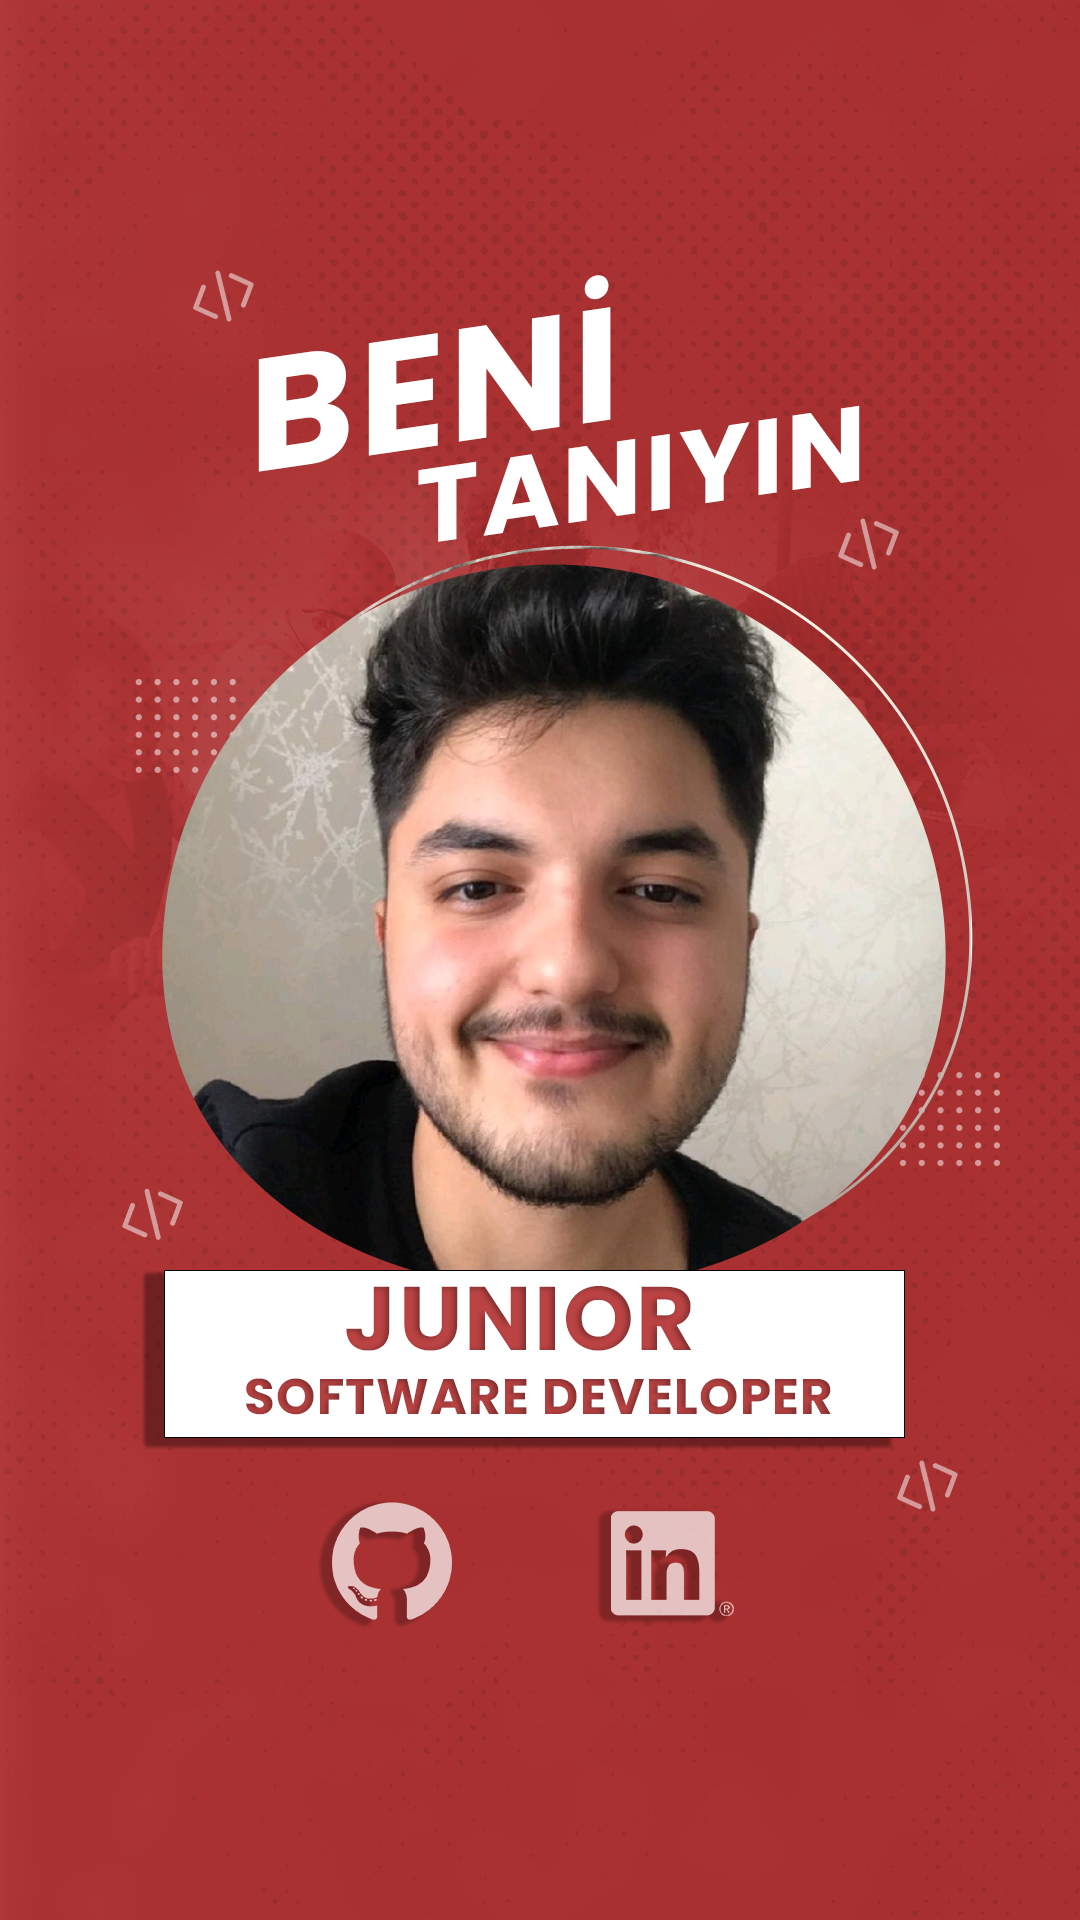 BENİ
TANIYIN
</>
</>
JUNIOR
SOFTWARE DEVELOPER
</>
</>
in®